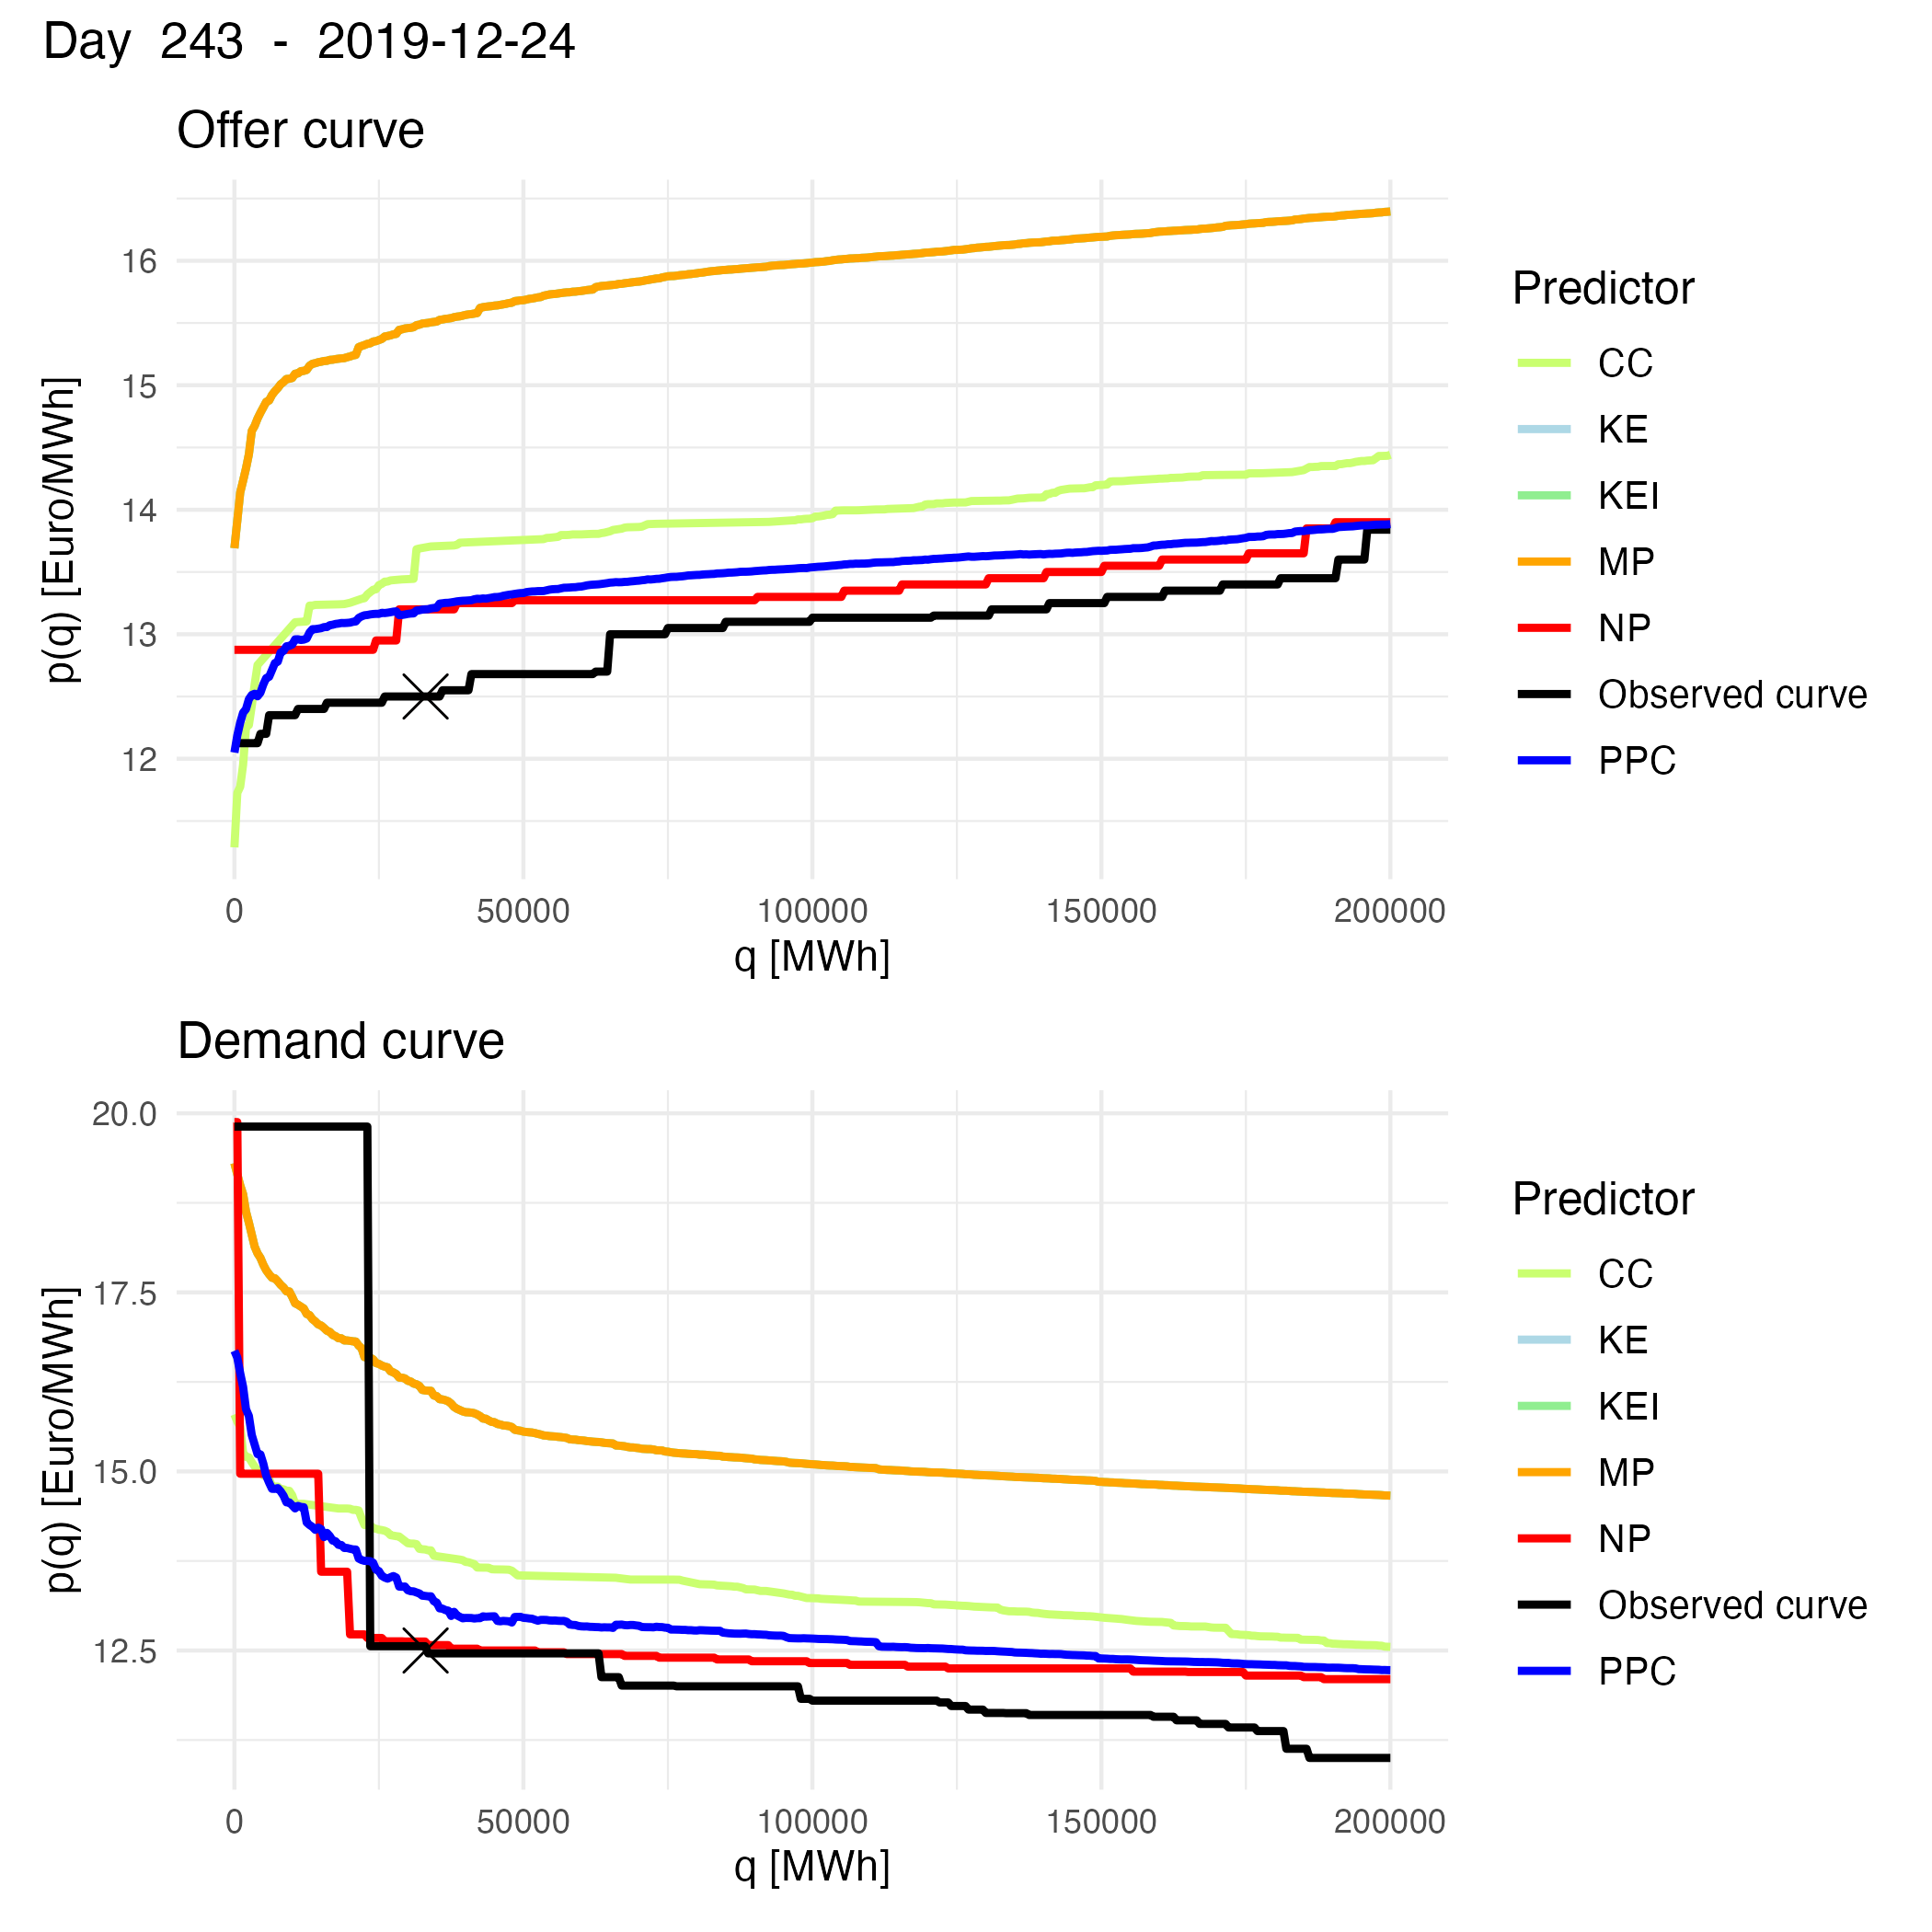 Day 243 - 2019-12-24
Offer curve
p(q) [Euro/MWh]
16
15
14
13
12
0 50000 100000 150000 200000
q [MWh]
Predictor
CC
KE
KEI
MP
NP
Observed curve
PPC
Demand curve
p(q) [Euro/MWh]
20.0
17.5
15.0
12.5
0 50000 100000 150000 200000
q [MWh]
Predictor
CC
KE
KEI
MP
NP
Observed curve
PPC